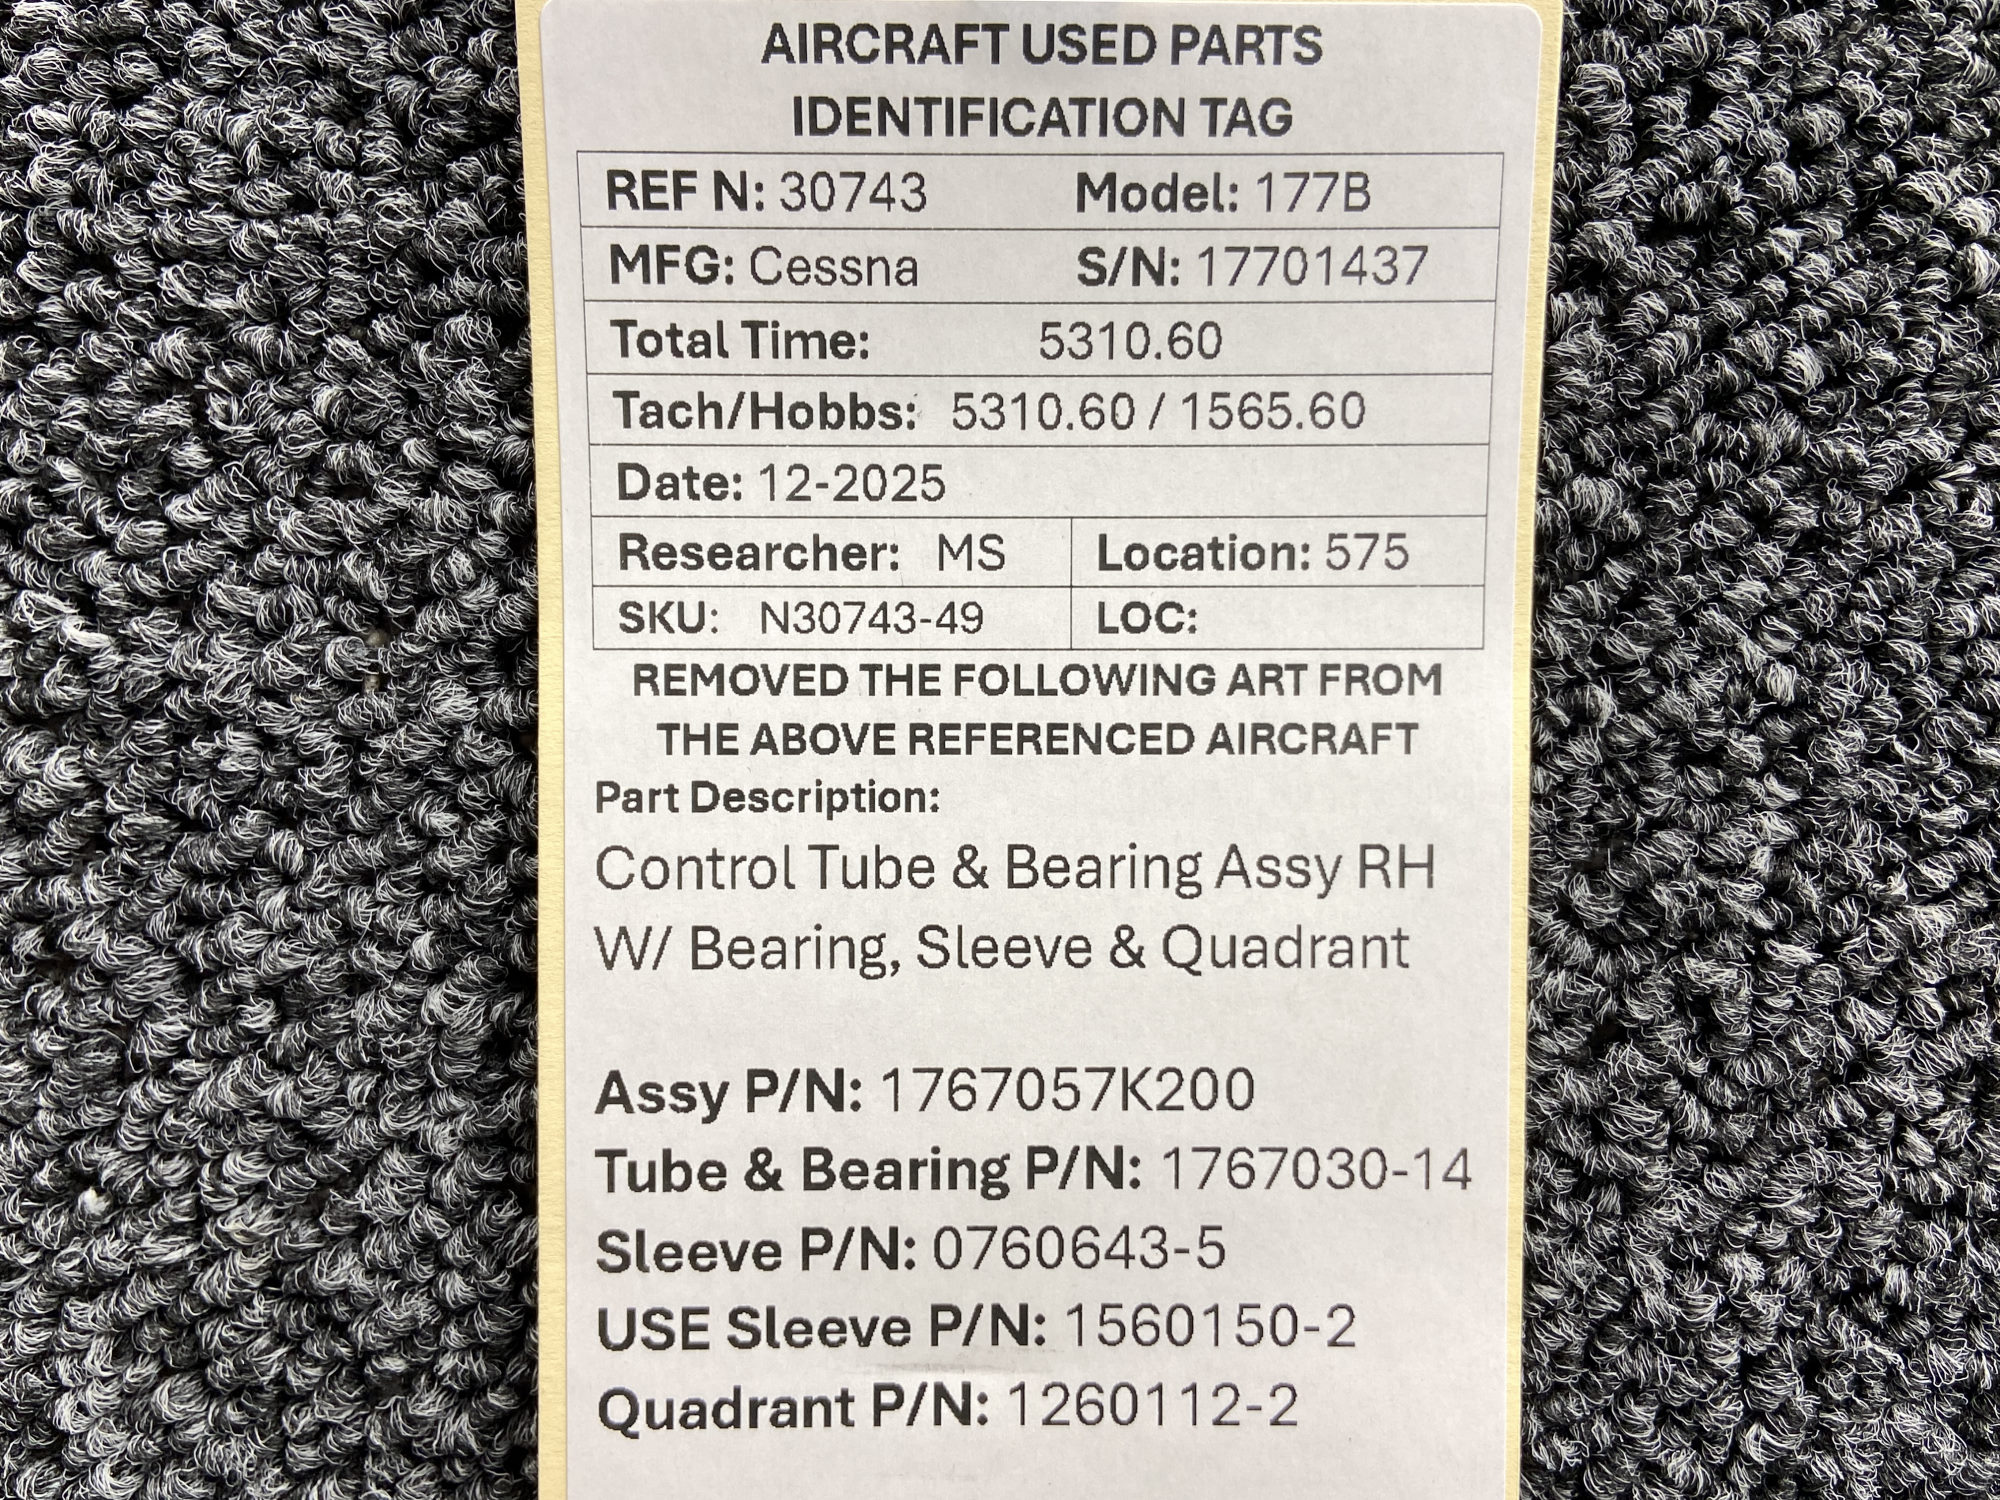 AIRCRAFT USED PARTS
IDENTIFICATION TAG
REF N: 30743 Model: 177B
MFG: Cessna S/N: 17701437
Total Time: 5310.60
Tach/Hobbs: 5310.60 / 1565.60
Date: 12-2025
Researcher: MS Location: 575
SKU: N30743-49 LOC:
REMOVED THE FOLLOWING ART FROM
THE ABOVE REFERENCED AIRCRAFT
Part Description:
Control Tube & Bearing Assy RH
W/ Bearing, Sleeve & Quadrant
Assy P/N: 1767057K200
Tube & Bearing P/N: 1767030-14
Sleeve P/N: 0760643-5
USE Sleeve P/N: 1560150-2
Quadrant P/N: 1260112-2